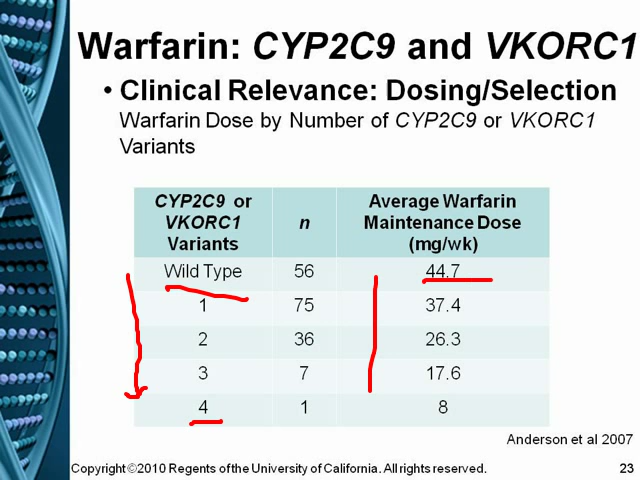 Warfarin: CYP2C9 and VKORC1
• Clinical Relevance: Dosing/Selection
Warfarin Dose by Number of CYP2C9 or VKORC1
Variants
CYP2C9 or VKORC1 Variants n Average Warfarin Maintenance Dose (mg/wk)
Wild Type 56 44.7
1 75 37.4
2 36 26.3
3 7 17.6
4 1 8
Anderson et al 2007
Copyright ©2010 Regents of the University of California. All rights reserved. 23